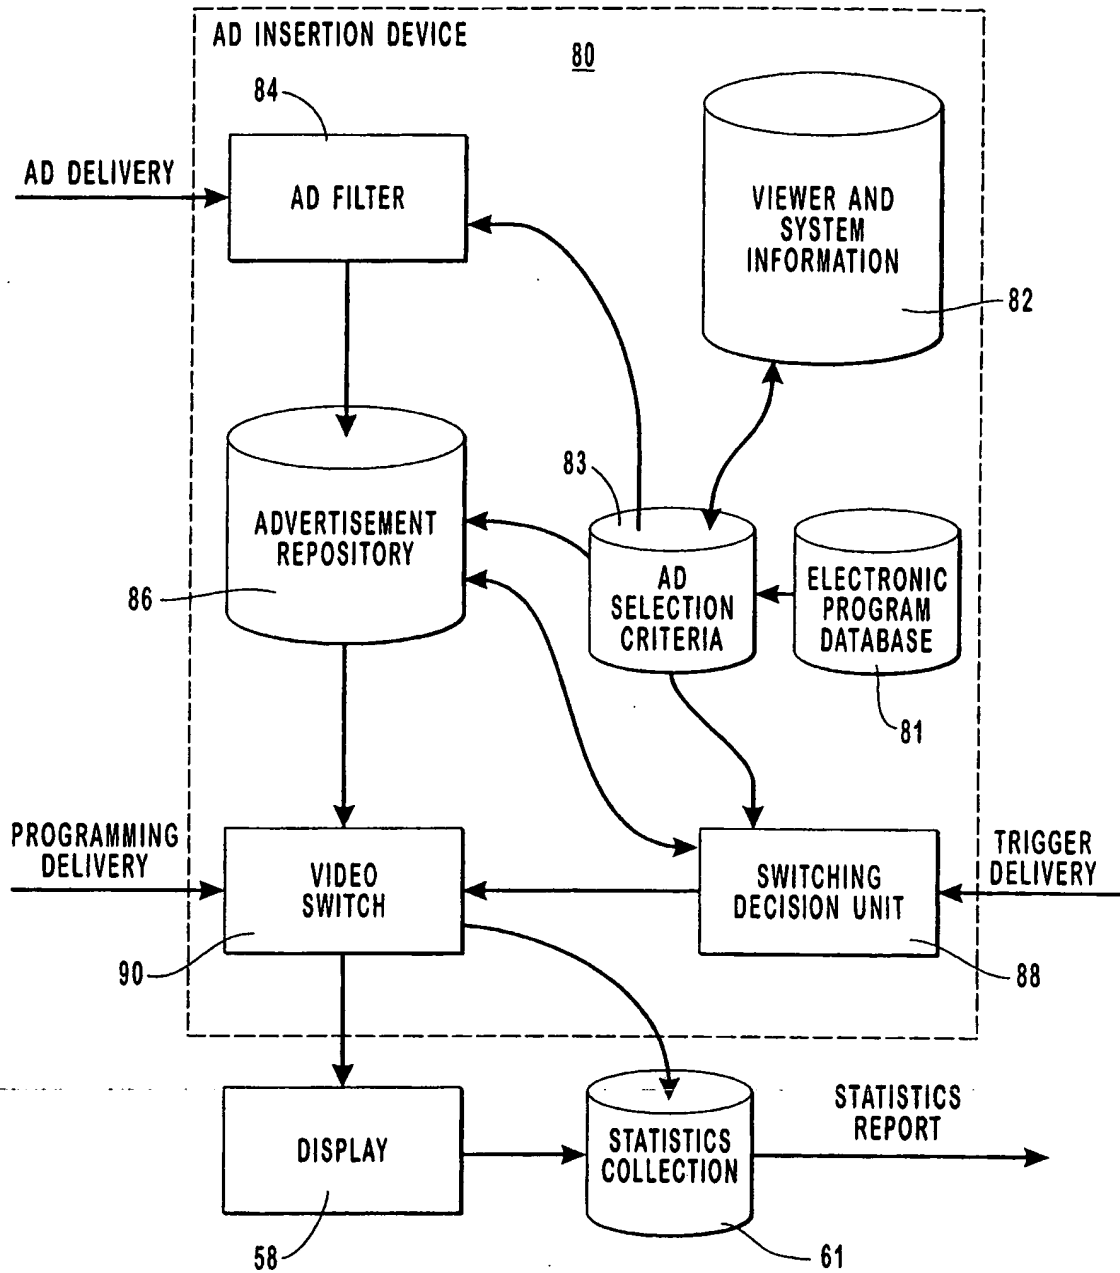 AD INSERTION DEVICE
80
84
AD DELIVERY
AD FILTER
VIEWER AND
SYSTEM
INFORMATION
82
83
ADVERTISEMENT
REPOSITORY
86
AD
SELECTION
CRITERIA
ELECTRONIC
PROGRAM
DATABASE
81
PROGRAMMING
DELIVERY
VIDEO
SWITCH
90
SWITCHING
DECISION UNIT
88
TRIGGER
DELIVERY
DISPLAY
58
STATISTICS
COLLECTION
61
STATISTICS
REPORT